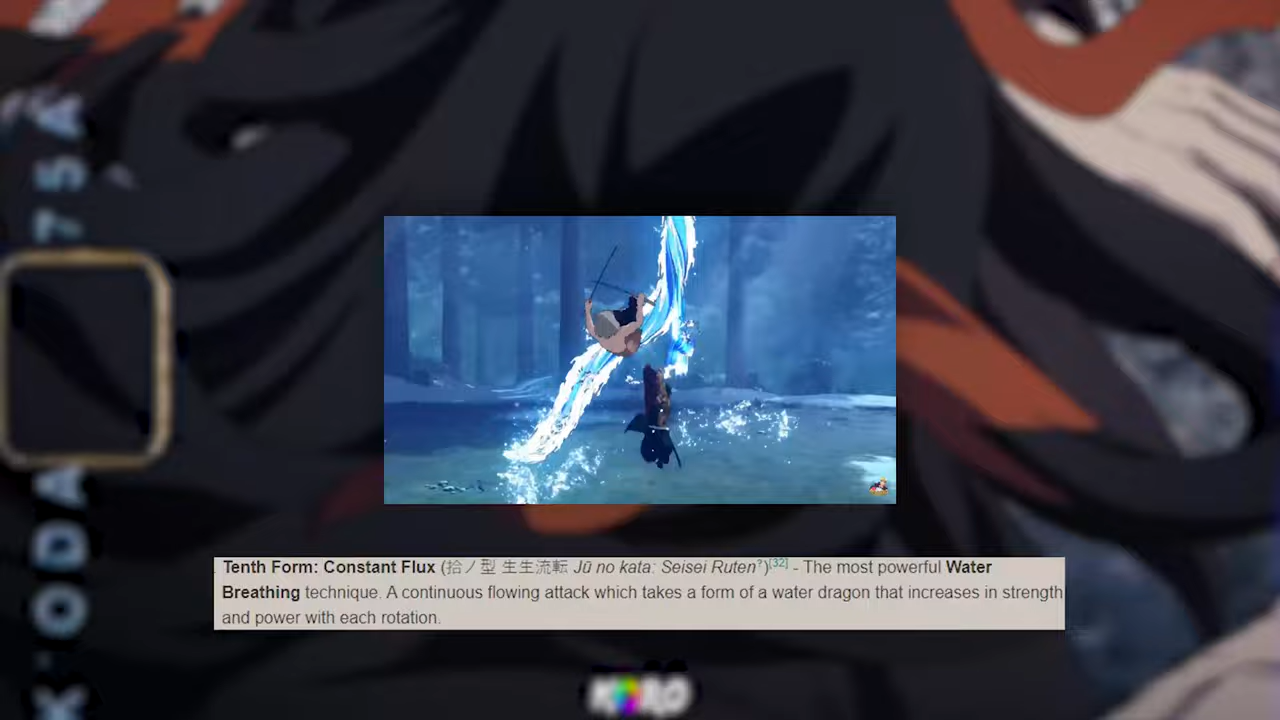 Tenth Form: Constant Flux (拾ノ型 生生流転 Jū no kata: Seisei Ruten?)[32] - The most powerful Water
Breathing technique. A continuous flowing attack which takes a form of a water dragon that increases in strength
and power with each rotation.
KORO